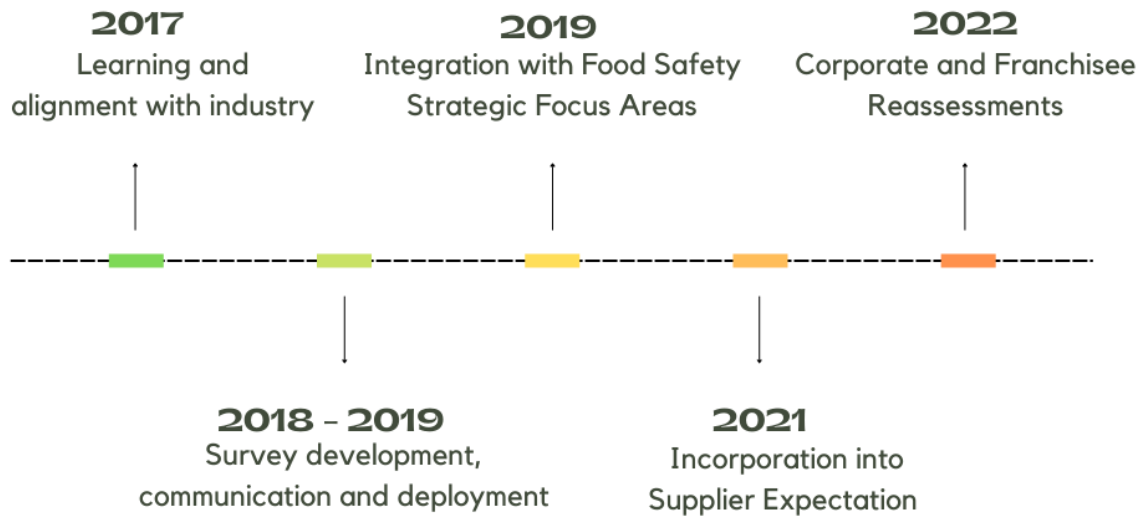 2017
Learning and
alignment with industry
2018 - 2019
Survey development,
communication and deployment
2019
Integration with Food Safety
Strategic Focus Areas
2021
Incorporation into
Supplier Expectation
2022
Corporate and Franchisee
Reassessments